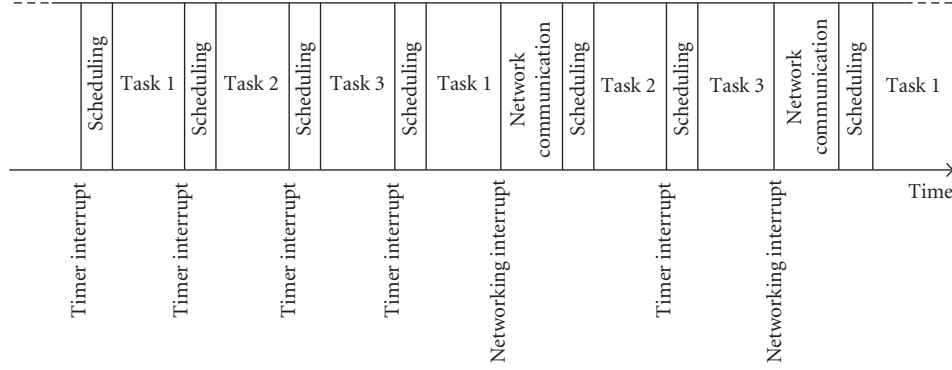 Scheduling
Task 1
Scheduling
Task 2
Scheduling
Task 3
Scheduling
Task 1
Network
communication
Scheduling
Task 2
Scheduling
Task 3
Network
communication
Scheduling
Task 1
Time
Timer interrupt
Timer interrupt
Timer interrupt
Timer interrupt
Networking interrupt
Timer interrupt
Networking interrupt